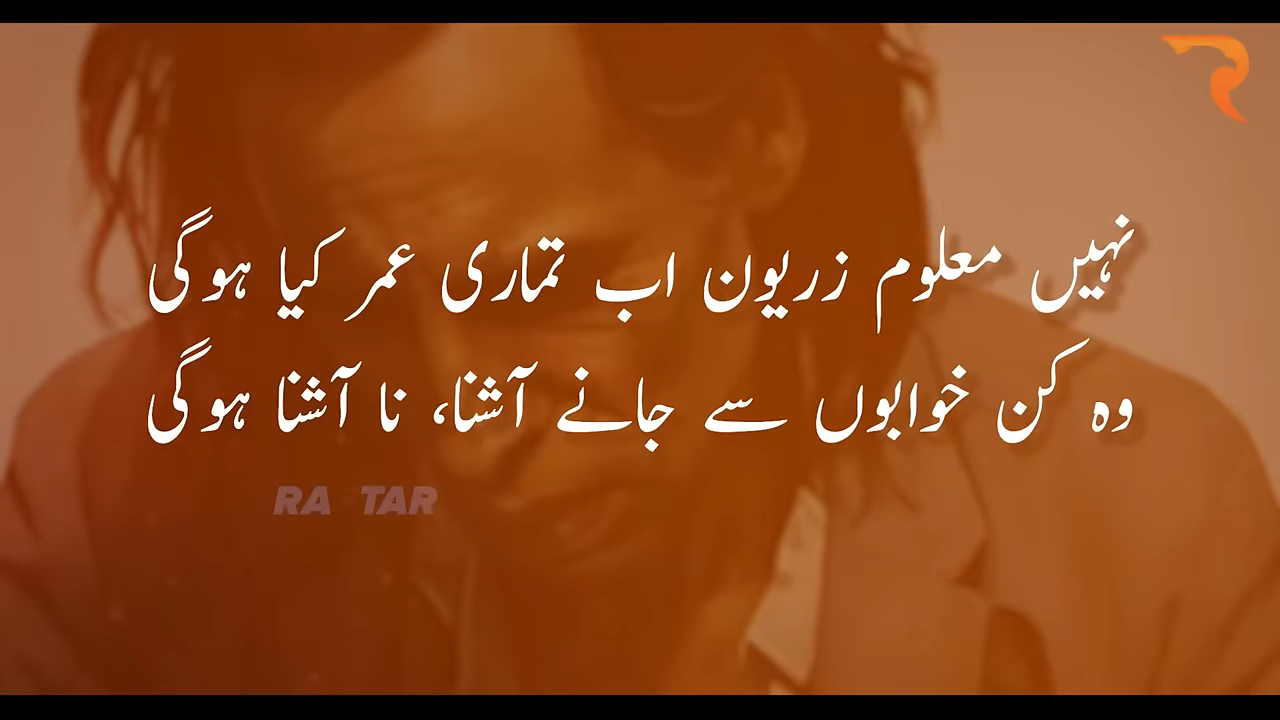 نہیں معلوم زریون اب تماری عمر کیا ہوگی
وہ کن خوابوں سے جانے آشنا، نا آشنا ہوگی
RA TAR